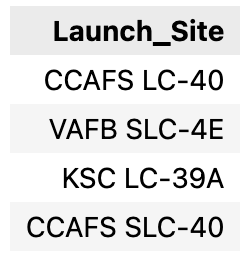 Launch_Site
CCAFS LC-40
VAFB SLC-4E
KSC LC-39A
CCAFS SLC-40